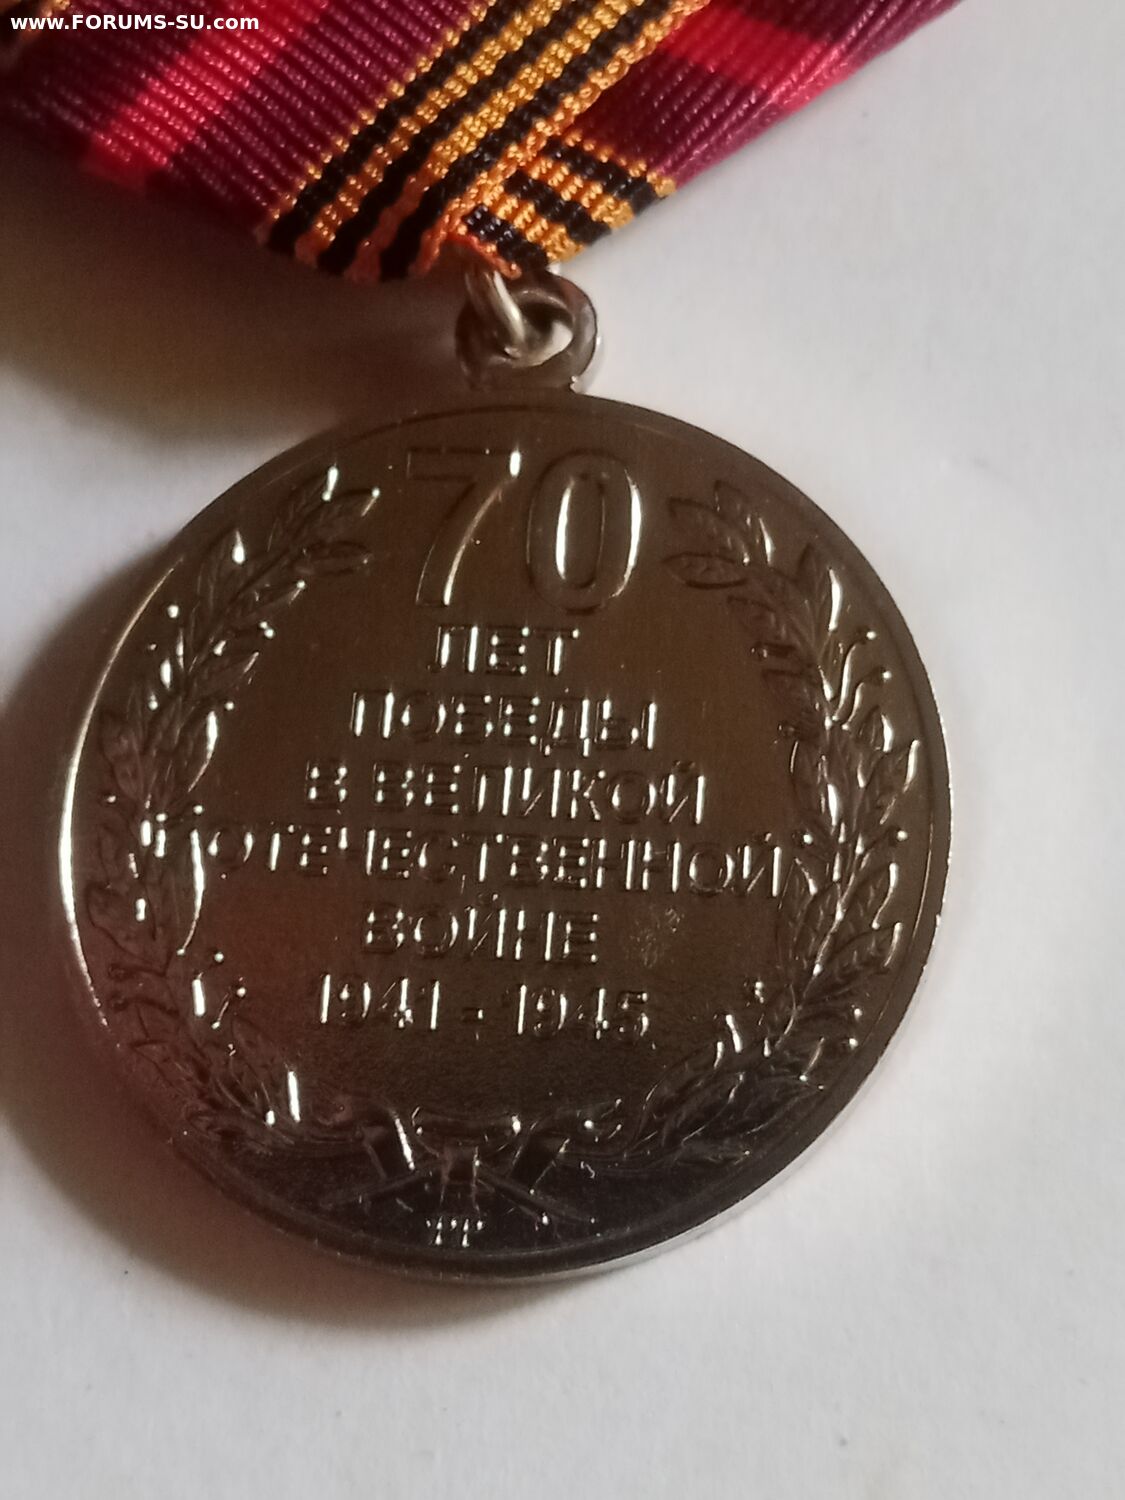 www.FORUMS-SU.com
70
ЛЕТ
ПОБЕДЫ
В ВЕЛИКОЙ
ОТЕЧЕСТВЕННОЙ
ВОЙНЕ
1941-1945